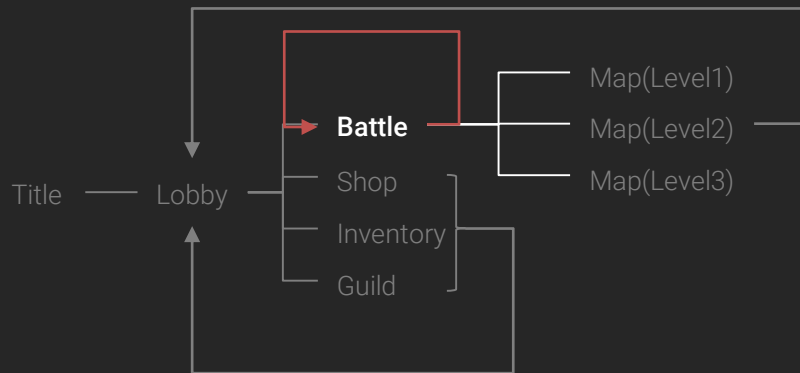 Title
Lobby
Battle
Shop
Inventory
Guild
Map(Level1)
Map(Level2)
Map(Level3)